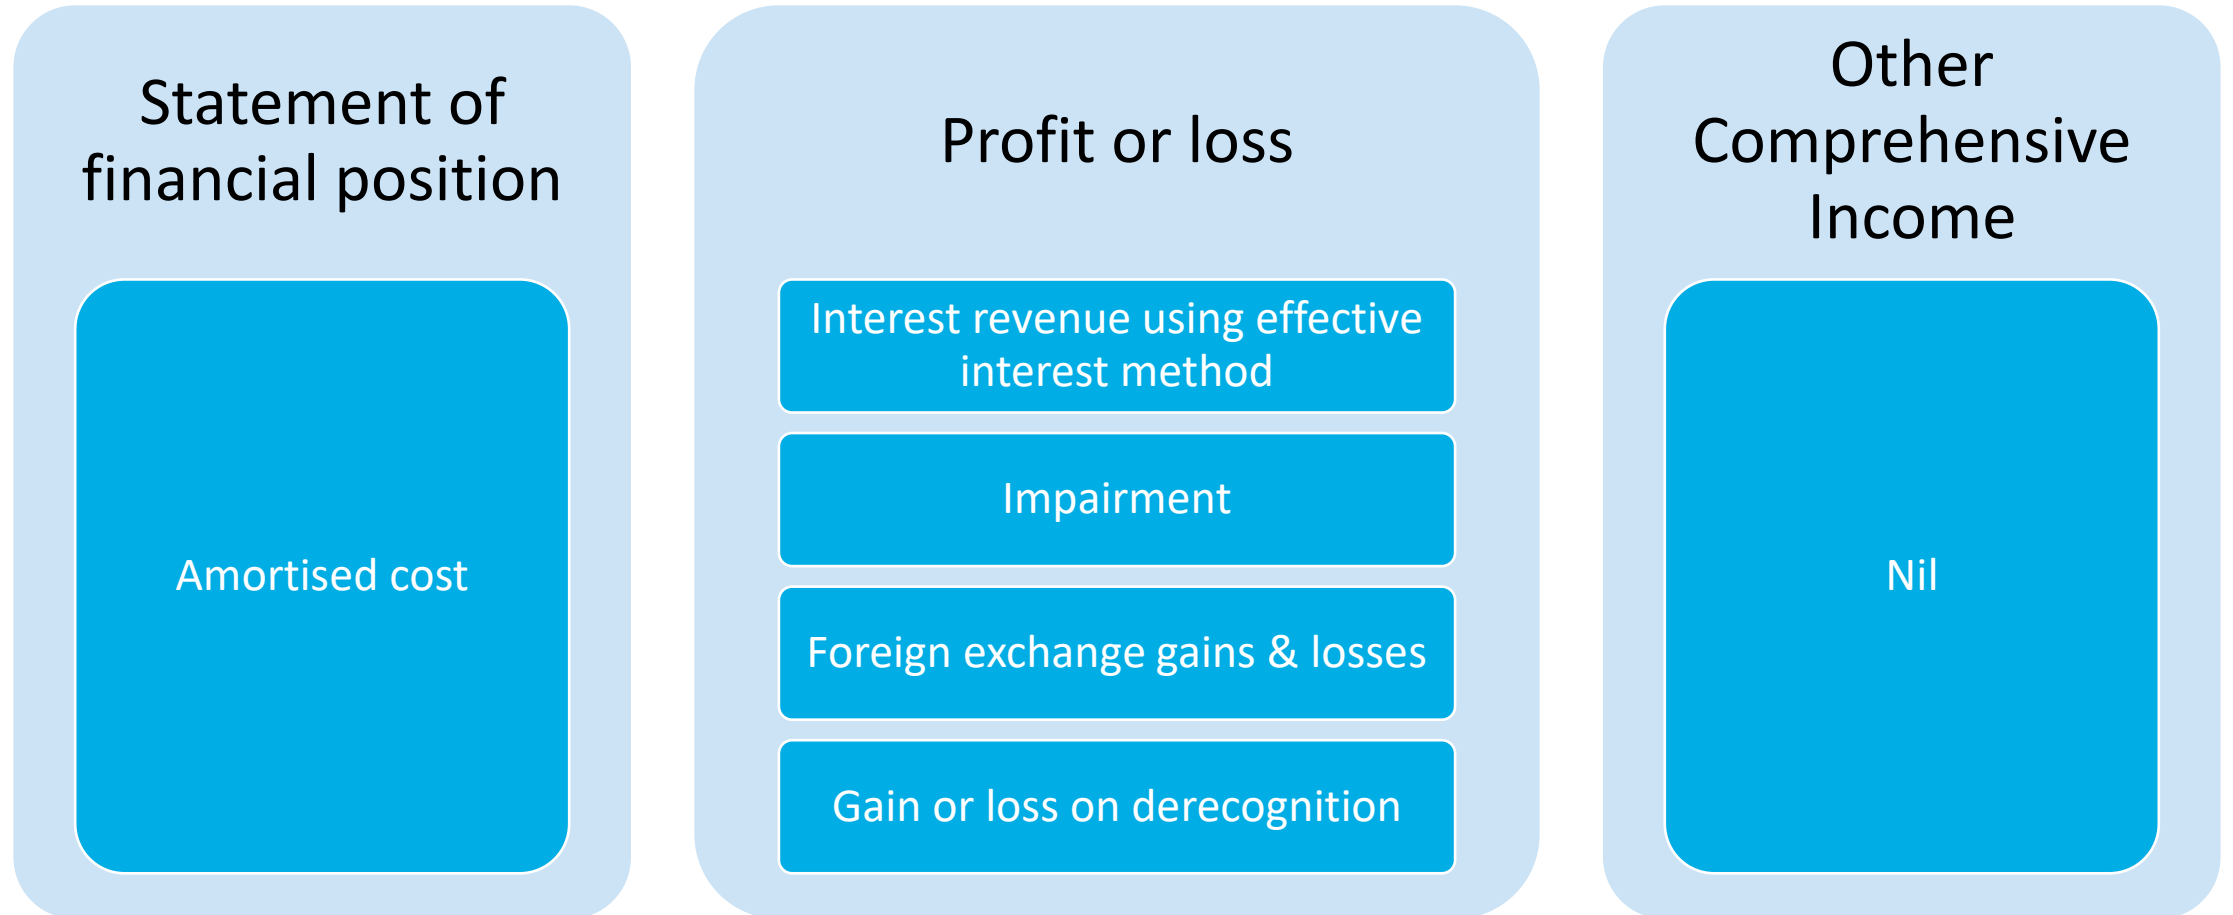 Statement of
financial position
Amortised cost
Profit or loss
Interest revenue using effective
interest method
Impairment
Foreign exchange gains & losses
Gain or loss on derecognition
Other
Comprehensive
Income
Nil